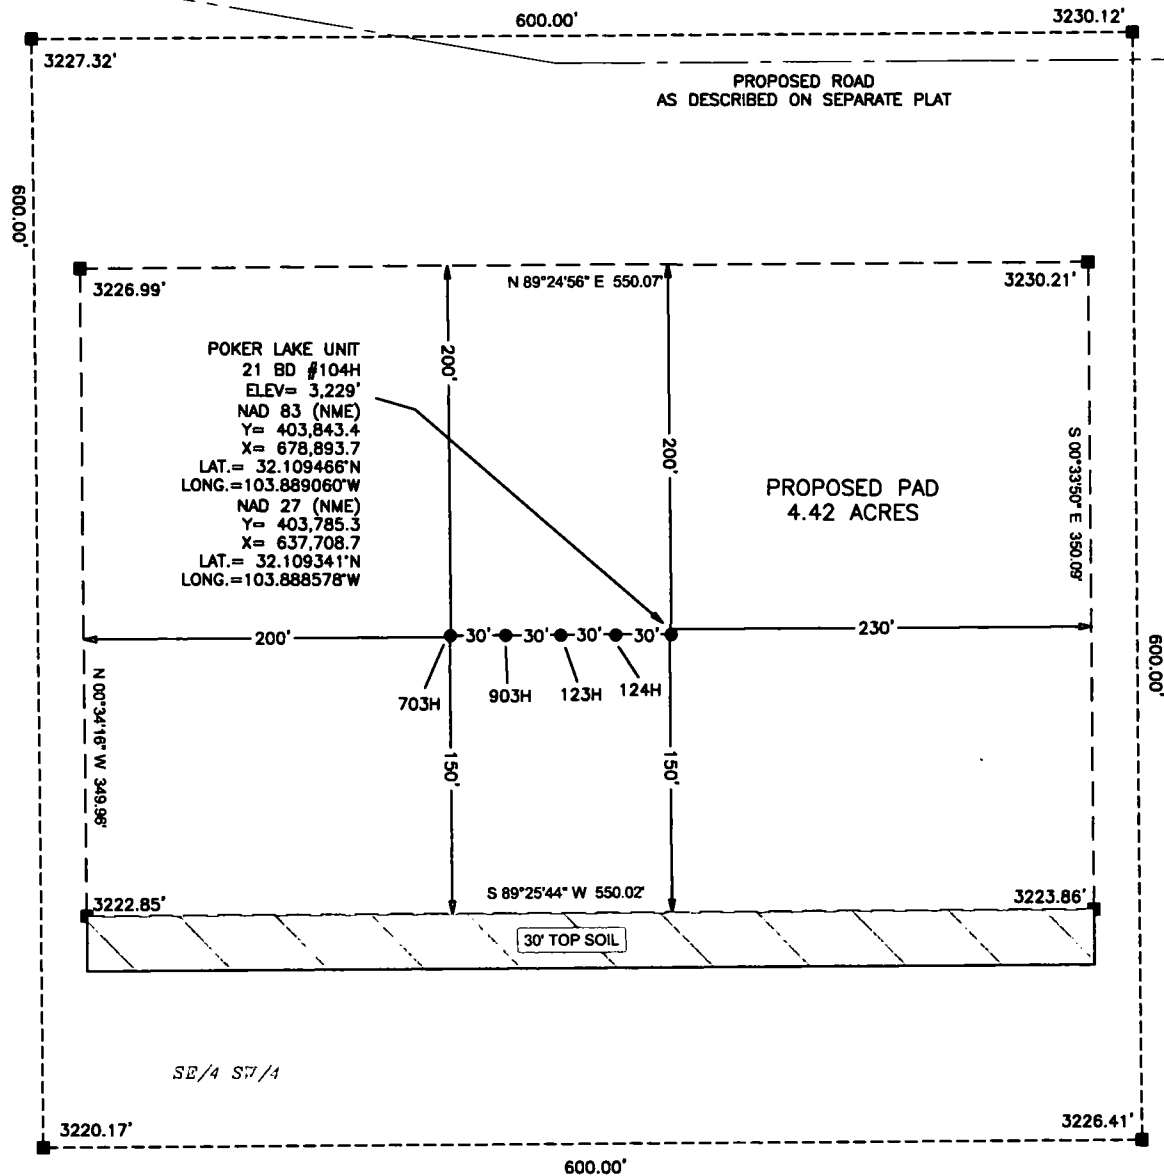 600.00'
3230.12'
3227.32'
PROPOSED ROAD
AS DESCRIBED ON SEPARATE PLAT
600.00'
3226.99'
N 89°24'56" E 550.07'
3230.21'
POKER LAKE UNIT
21 BD #104H
ELEV= 3,229'
NAD 83 (NME)
Y= 403,843.4
X= 678,893.7
LAT.= 32.109466°N
LONG.=103.889060°W
NAD 27 (NME)
Y= 403,785.3
X= 637,708.7
LAT.= 32.109341°N
LONG.=103.888578°W
200'
200'
S 00°33'50" E 350.09'
PROPOSED PAD
4.42 ACRES
200'
30'
30'
30'
30'
230'
703H
903H
123H
124H
600.00'
N 00°34'16" W 349.96'
150'
150'
3222.85'
S 89°25'44" W 550.02'
3223.86'
30' TOP SOIL
SE/4 SW/4
3220.17'
3226.41'
600.00'